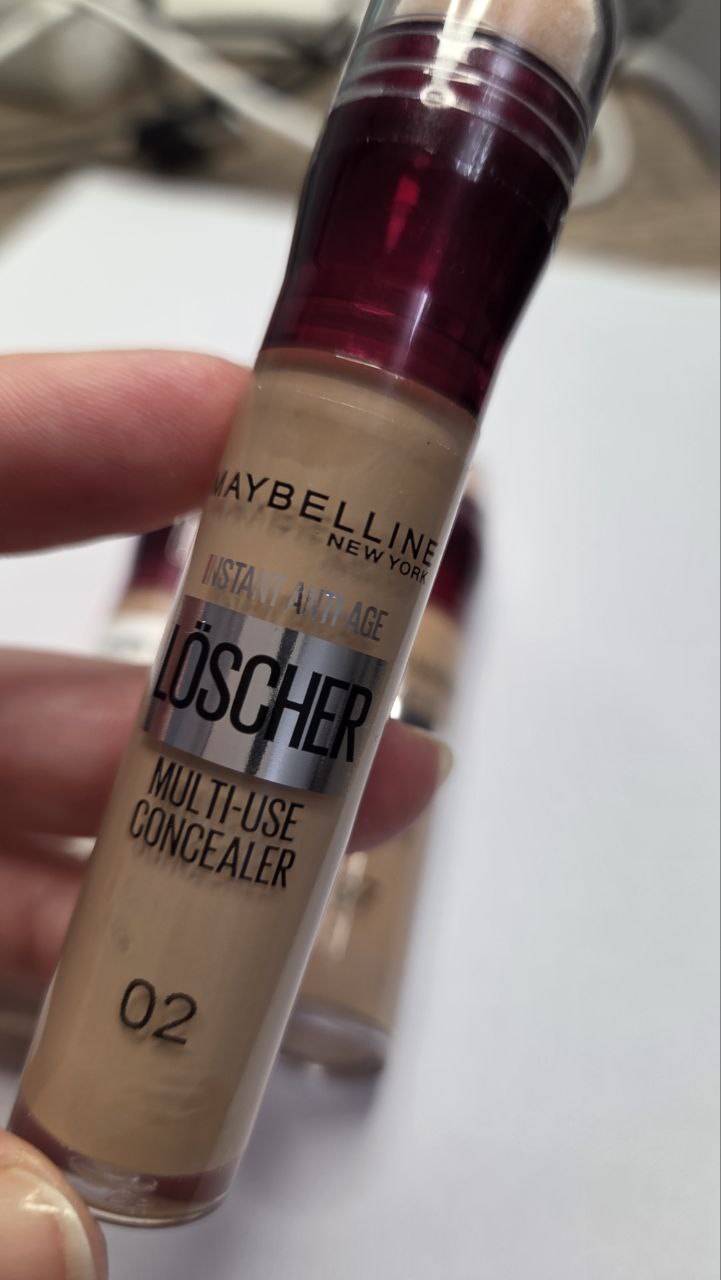 MAYBELLINE
NEW YORK
INSTANT ANTI-AGE
LÖSCHER
MULTI-USE
CONCEALER
02